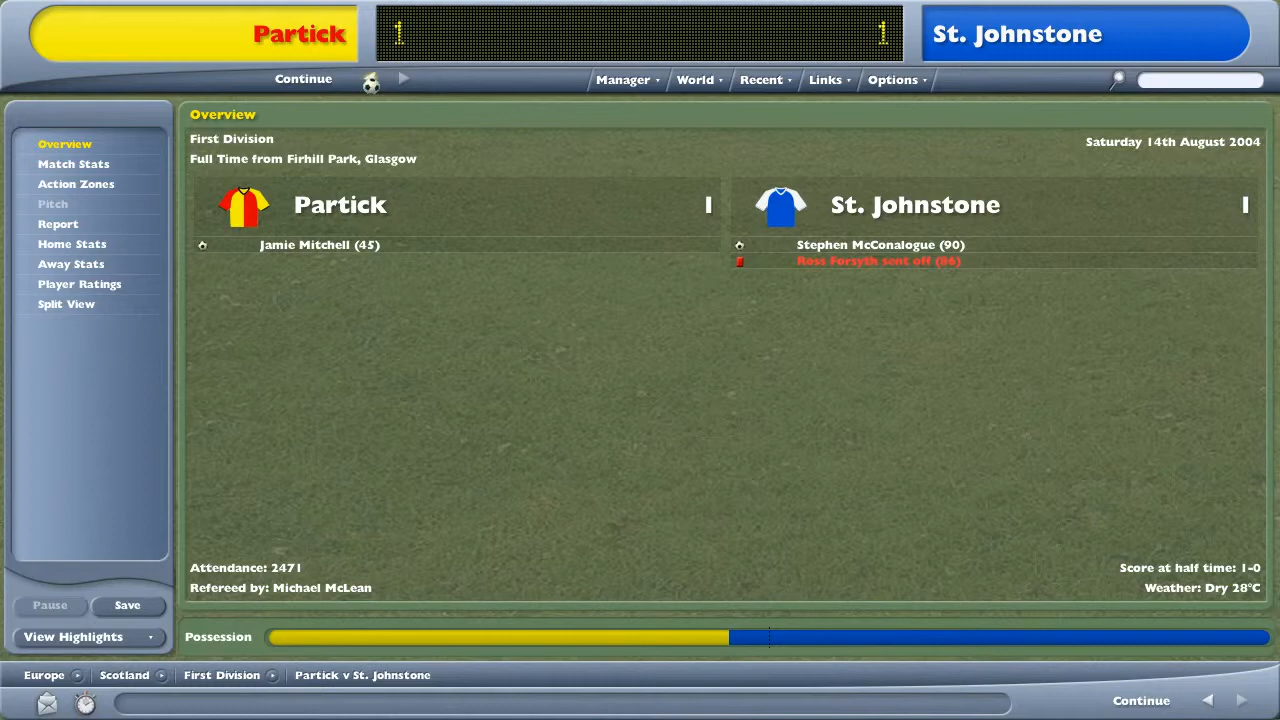 Partick
1
1
St. Johnstone
Continue
Manager
World
Recent
Links
Options
Overview
Match Stats
Action Zones
Pitch
Report
Home Stats
Away Stats
Player Ratings
Split View
Overview
First Division
Saturday 14th August 2004
Full Time from Firhill Park, Glasgow
Partick 1
St. Johnstone 1
Jamie Mitchell (45)
Stephen McConalogue (90)
Ross Forsyth sent off (86)
Attendance: 2471
Score at half time: 1-0
Refereed by: Michael McLean
Weather: Dry 28°C
Pause
Save
View Highlights
Possession
Europe
Scotland
First Division
Partick v St. Johnstone
Continue